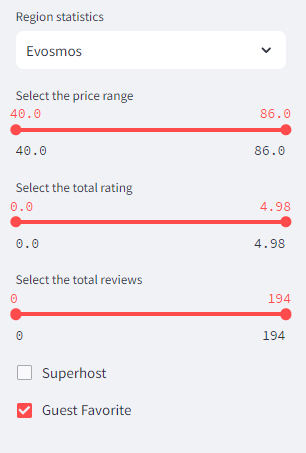 Region statistics
Evosmos
Select the price range
40.0 86.0
40.0 86.0
Select the total rating
0.0 4.98
0.0 4.98
Select the total reviews
0 194
0 194
Superhost
Guest Favorite